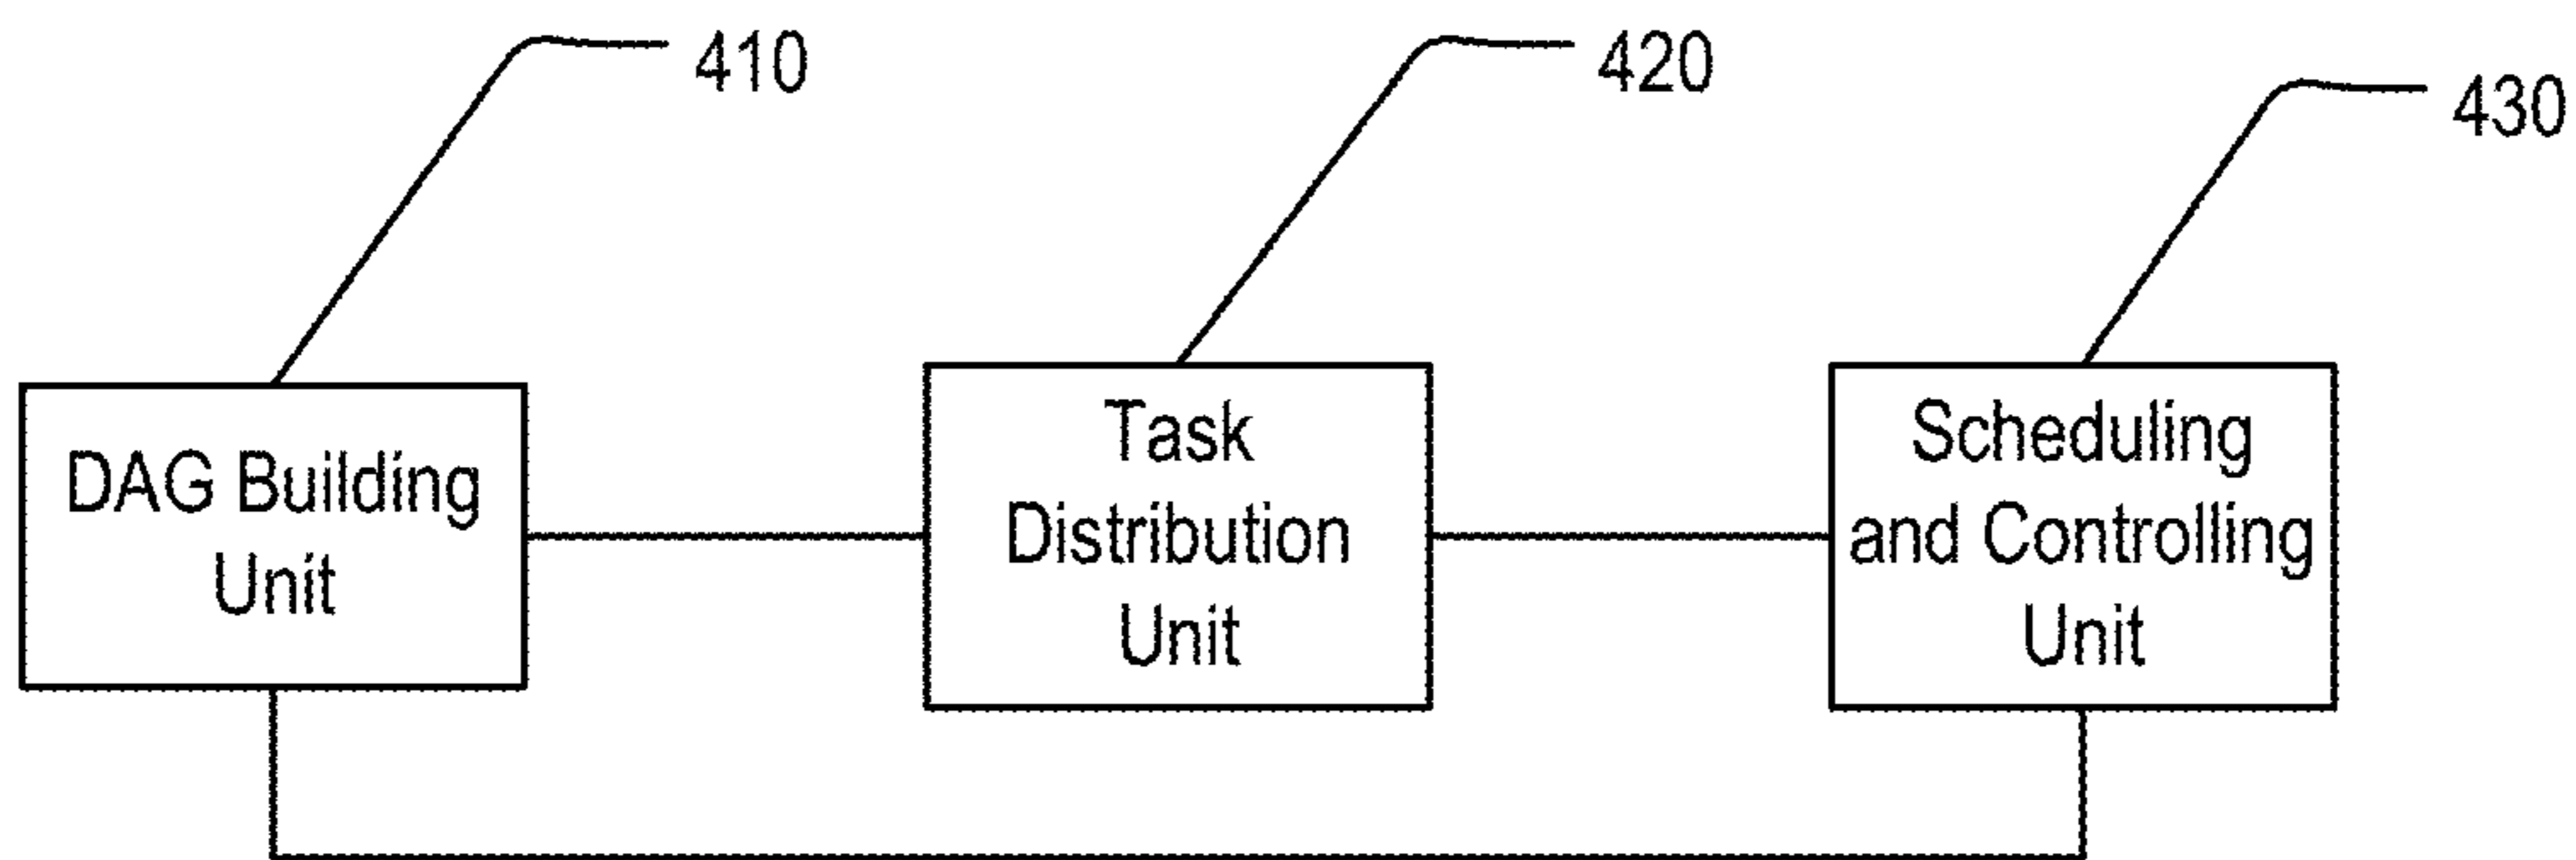 410
420
430
DAG Building
Unit
Task
Distribution
Unit
Scheduling
and Controlling
Unit